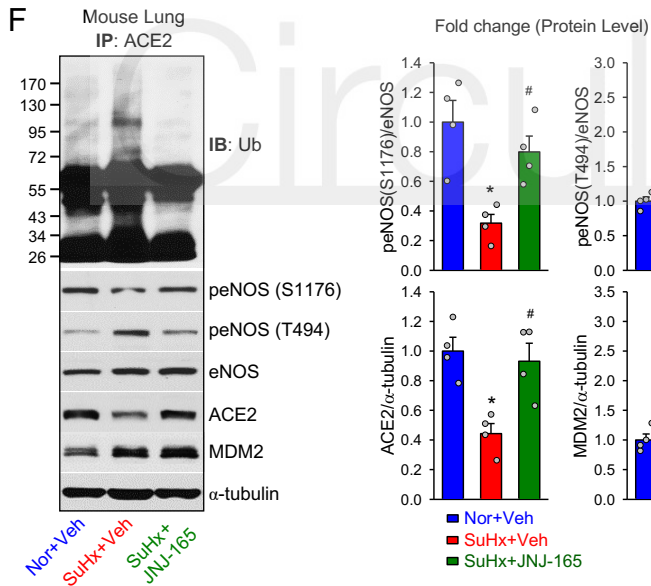 F
Mouse Lung
IP: ACE2
Circul
170
130
95
72
55
43
34
26
IB: Ub
peNOS (S1176)
peNOS (T494)
eNOS
ACE2
MDM2
α-tubulin
Nor+Veh
SuHx+Veh
SuHx+
JNJ-165
Fold change (Protein Level)
peNOS(S1176)/eNOS
1.4
1.2
1.0
0.8
0.6
0.4
0.2
0.0
*
#
peNOS(T494)/eNOS
3.0
2.5
2.0
1.5
1.0
0.5
0.0
ACE2/α-tubulin
1.4
1.2
1.0
0.8
0.6
0.4
0.2
0.0
*
#
MDM2/α-tubulin
3.0
2.5
2.0
1.5
1.0
0.5
0.0
Nor+Veh
SuHx+Veh
SuHx+JNJ-165